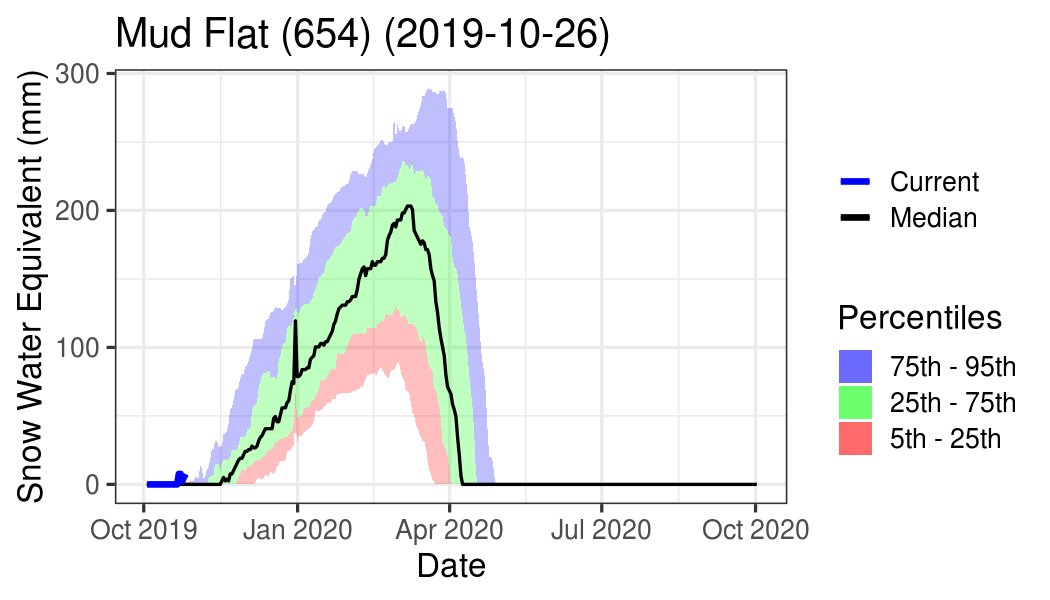 Mud Flat (654) (2019-10-26)
Snow Water Equivalent (mm)
300
200
100
0
Oct 2019
Jan 2020
Apr 2020
Jul 2020
Oct 2020
Date
Current
Median
Percentiles
75th - 95th
25th - 75th
5th - 25th